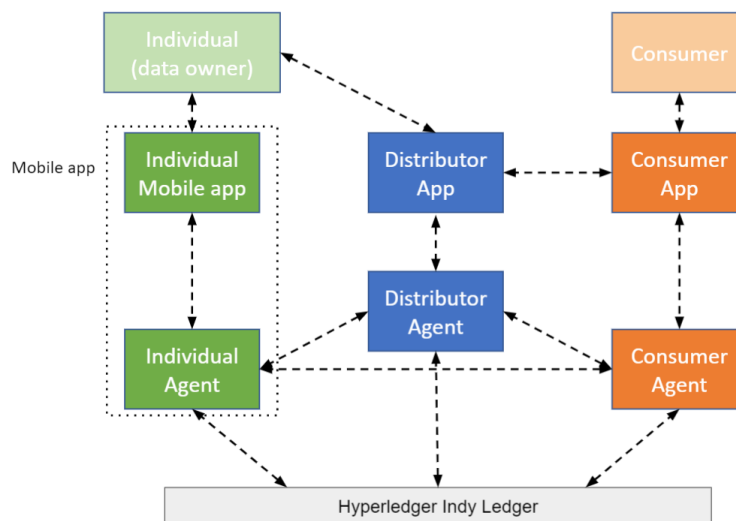 Individual
(data owner)
Consumer
Mobile app
Individual
Mobile app
Distributor
App
Consumer
App
Distributor
Agent
Individual
Agent
Consumer
Agent
Hyperledger Indy Ledger